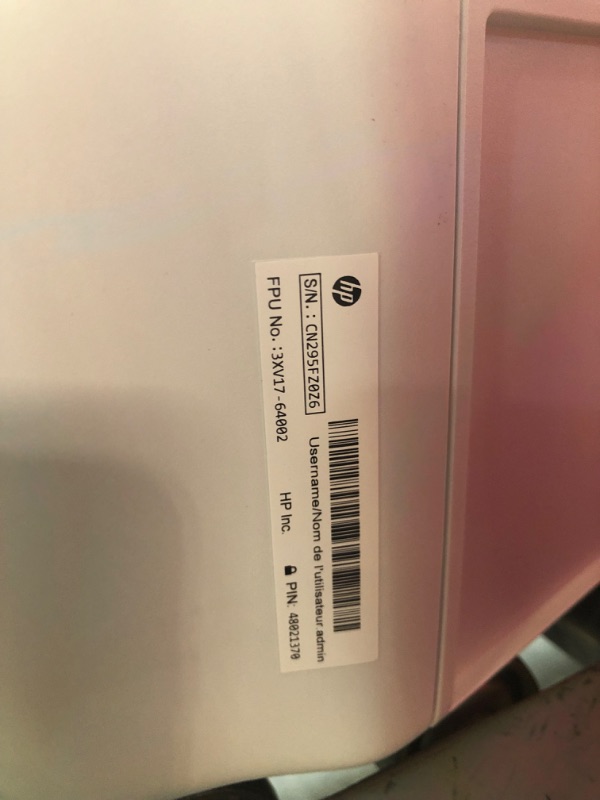 hp
S/N. : CN295FZ0Z6
FPU No. :3XV17-64002
Username/Nom de l'utilisateur admin
HP Inc.
PIN: 48021370